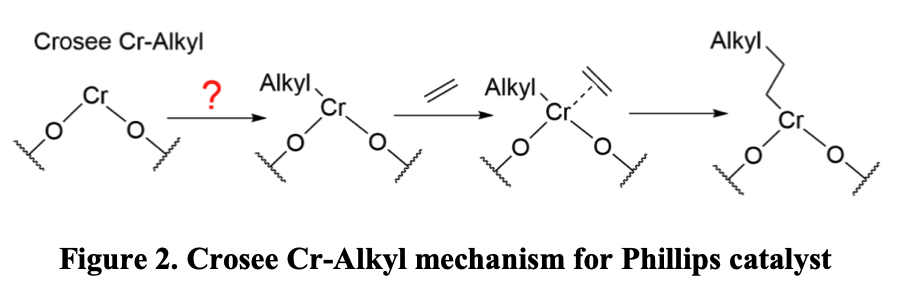 Crosee Cr-Alkyl
Cr
O
O
?
Alkyl
Cr
O
O
Alkyl
Cr
O
O
Alkyl
Cr
O
O
Figure 2. Crosee Cr-Alkyl mechanism for Phillips catalyst